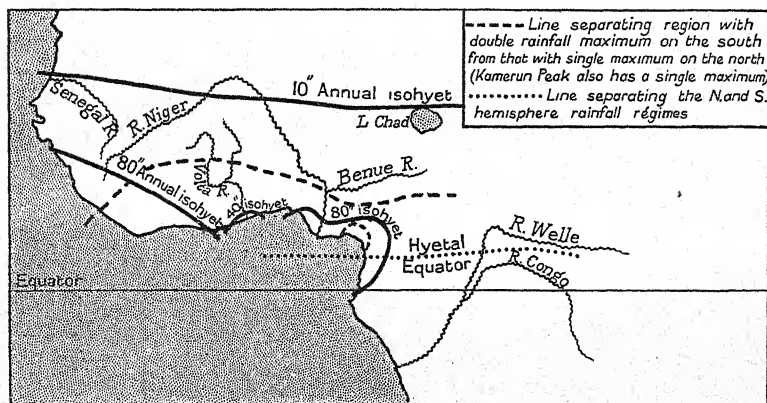 Line separating region with
double rainfall maximum on the south
from that with single maximum on the north
(Kamerun Peak also has a single maximum)
Line separating the N. and S.
hemisphere rainfall régimes
10" Annual isohyet
Senegal R.
R. Niger
L. Chad
Benue R.
80" Annual isohyet
Volta R.
40" isohyet
80" isohyet
R. Welle
Hyetal
Equator
R. Congo
Equator